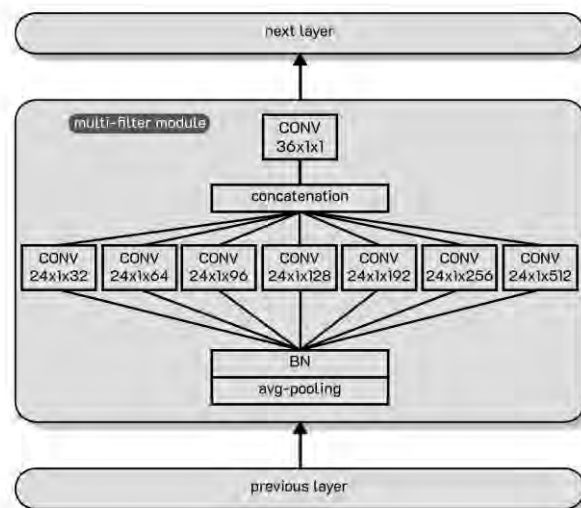 next layer
multi-filter module
CONV
36x1x1
concatenation
CONV
24x1x32
CONV
24x1x64
CONV
24x1x96
CONV
24x1x128
CONV
24x1x192
CONV
24x1x256
CONV
24x1x512
BN
avg-pooling
previous layer